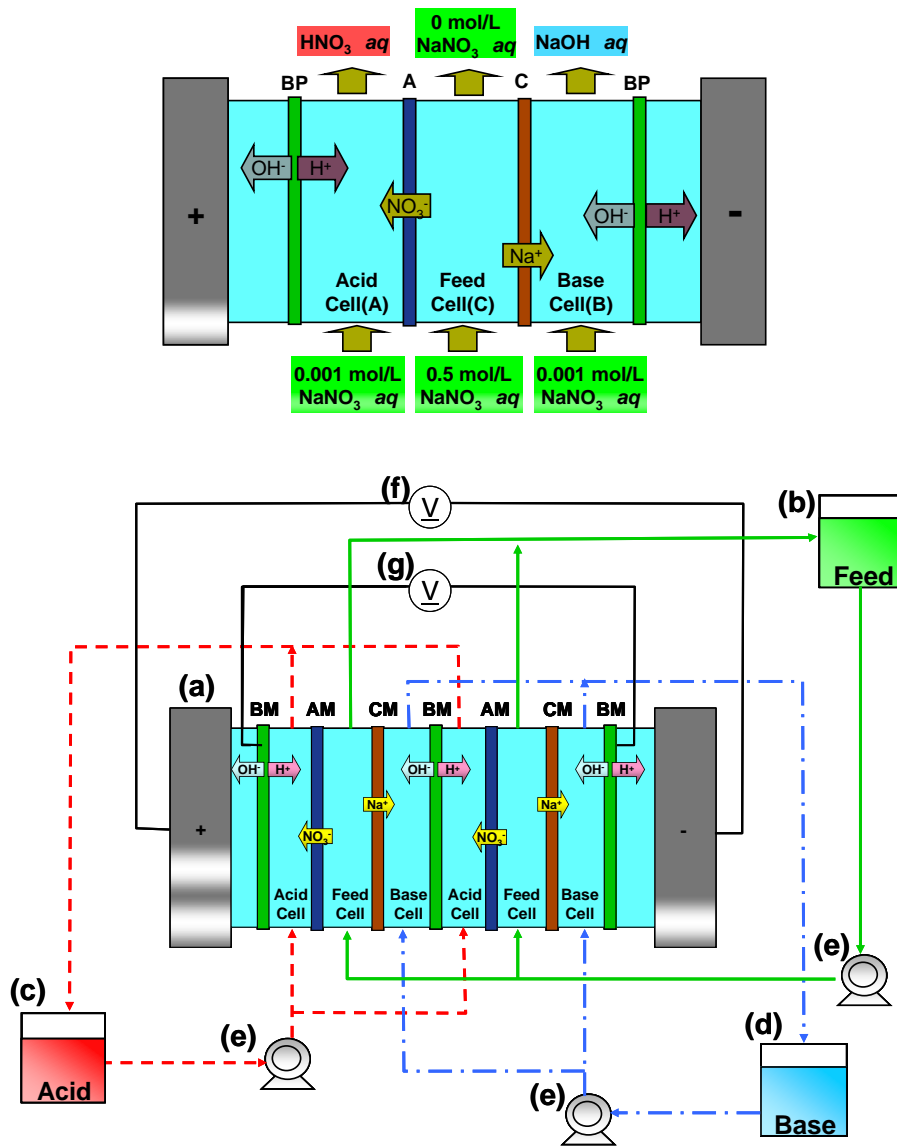 HNO₃ aq
0 mol/L
NaNO₃ aq
NaOH aq
BP
A
C
BP
OH⁻
H⁺
NO₃⁻
Na⁺
OH⁻
H⁺
+
-
Acid
Cell(A)
Feed
Cell(C)
Base
Cell(B)
0.001 mol/L
NaNO₃ aq
0.5 mol/L
NaNO₃ aq
0.001 mol/L
NaNO₃ aq
(f)
V
(b)
Feed
(g)
V
(a)
BM
AM
CM
BM
AM
CM
BM
OH⁻
H⁺
OH⁻
H⁺
OH⁻
H⁺
Na⁺
Na⁺
+
NO₃⁻
NO₃⁻
-
Acid
Cell
Feed
Cell
Base
Cell
Acid
Cell
Feed
Cell
Base
Cell
(e)
(c)
Acid
(e)
(d)
Base
(e)